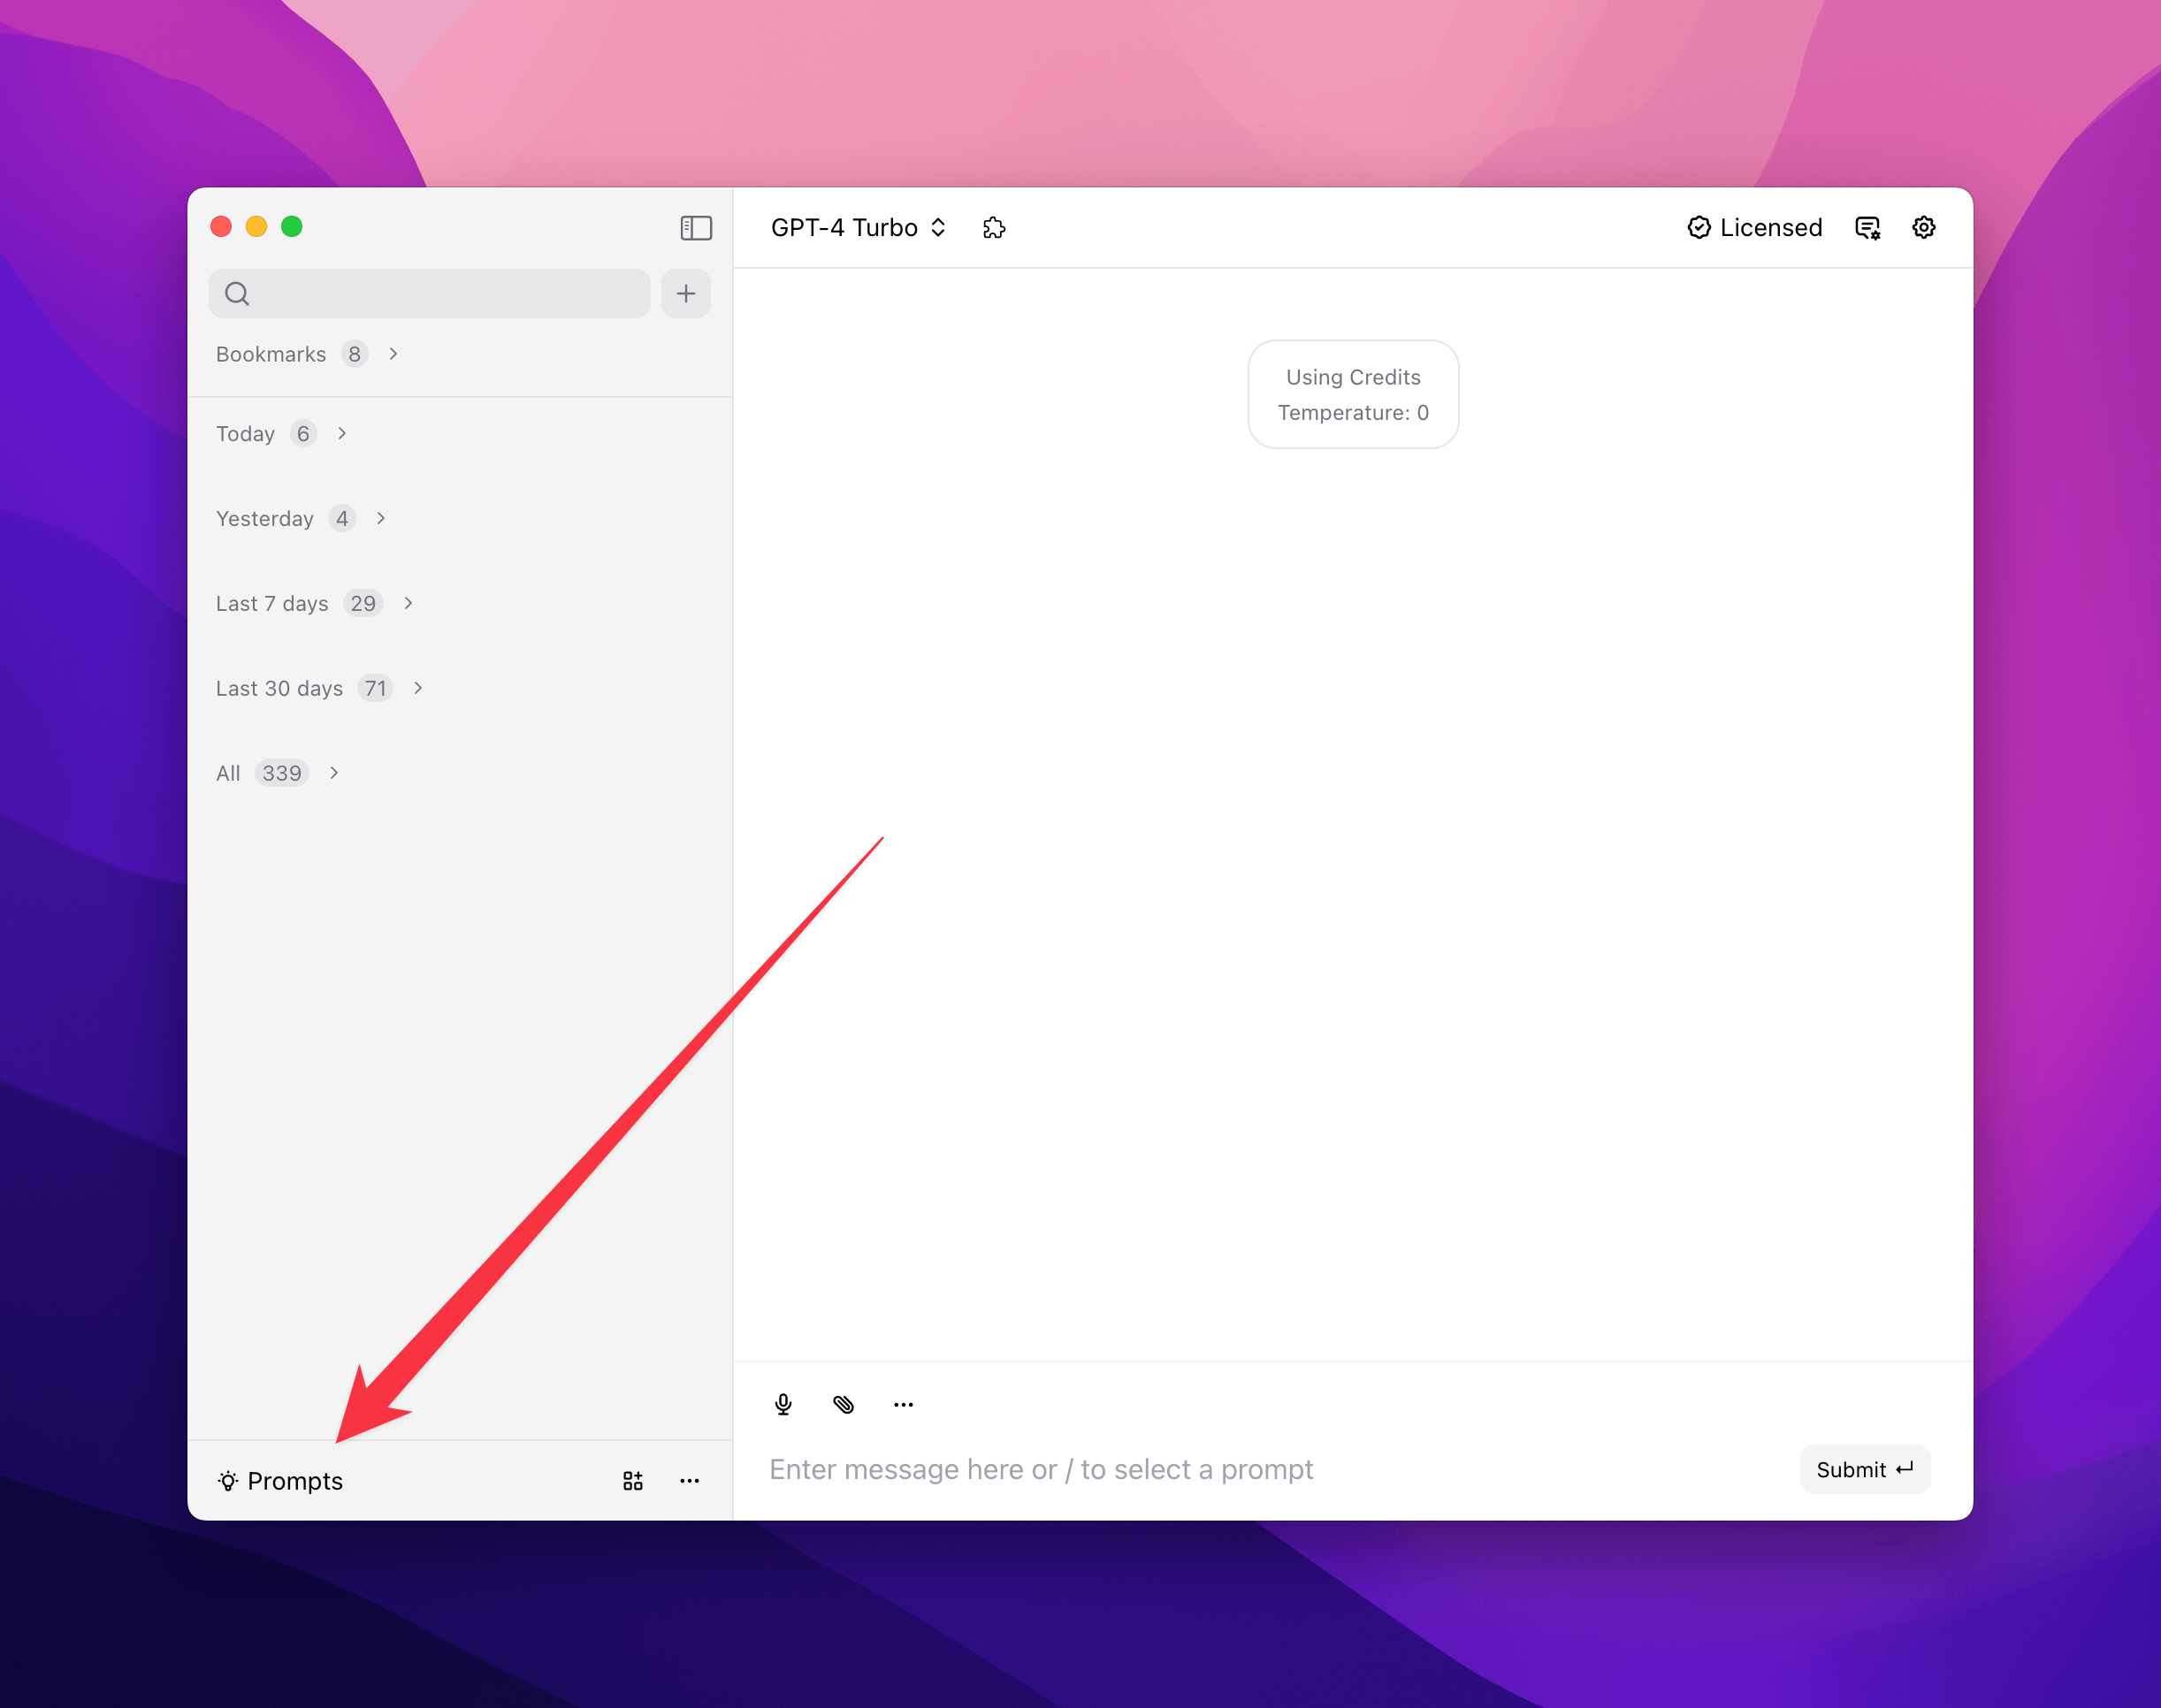 GPT-4 Turbo
Licensed
Bookmarks 8
Today 6
Yesterday 4
Last 7 days 29
Last 30 days 71
All 339
Using Credits
Temperature: 0
Enter message here or / to select a prompt
Submit
Prompts